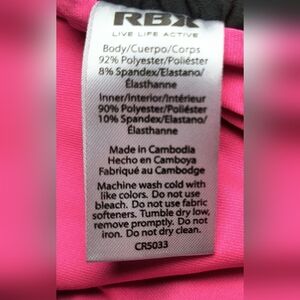 RBX
LIVE LIFE ACTIVE
Body/Cuerpo/Corps
92% Polyester/Poliéster
8% Spandex/Elastano/
Élasthanne
Inner/Interior/Intérieur
90% Polyester/Poliéster
10% Spandex/Elastano/
Élasthanne
Made in Cambodia
Hecho en Camboya
Fabriqué au Cambodge
Machine wash cold with
like colors. Do not use
bleach. Do not use fabric
softeners. Tumble dry low,
remove promptly. Do not
iron. Do not dry clean.
CR5033